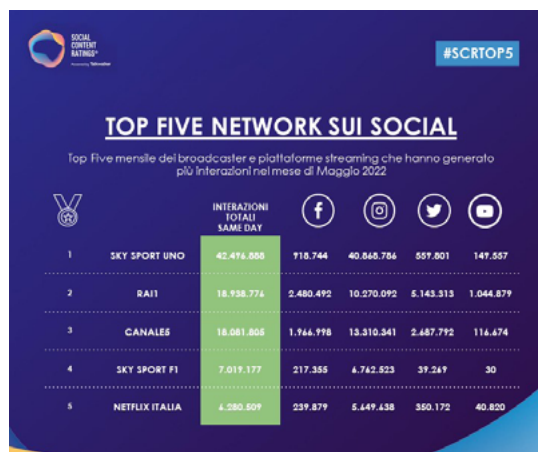 SOCIAL
CONTENT
RATINGS®
#SCRTOP5
TOP FIVE NETWORK SUI SOCIAL
Top Five mensile dei broadcaster e piattaforme streaming che hanno generato
più interazioni nel mese di Maggio 2022
INTERAZIONI
TOTALI
SAME DAY
1 SKY SPORT UNO 42.496.888 918.744 40.868.786 559.801 149.557
2 RAI1 18.938.776 2.480.492 10.270.092 5.143.313 1.044.879
3 CANALE5 18.081.805 1.966.998 13.310.341 2.687.792 116.674
4 SKY SPORT F1 7.019.177 217.355 6.762.523 39.269 30
5 NETFLIX ITALIA 6.280.509 239.879 5.649.638 350.172 40.820